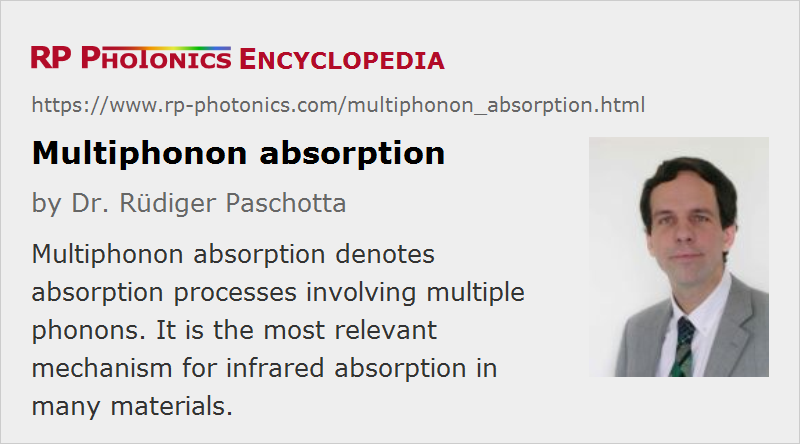 RP PHOTONICS ENCYCLOPEDIA
https://www.rp-photonics.com/multiphonon_absorption.html
Multiphonon absorption
by Dr. Rüdiger Paschotta
Multiphonon absorption denotes
absorption processes involving multiple
phonons. It is the most relevant
mechanism for infrared absorption in
many materials.